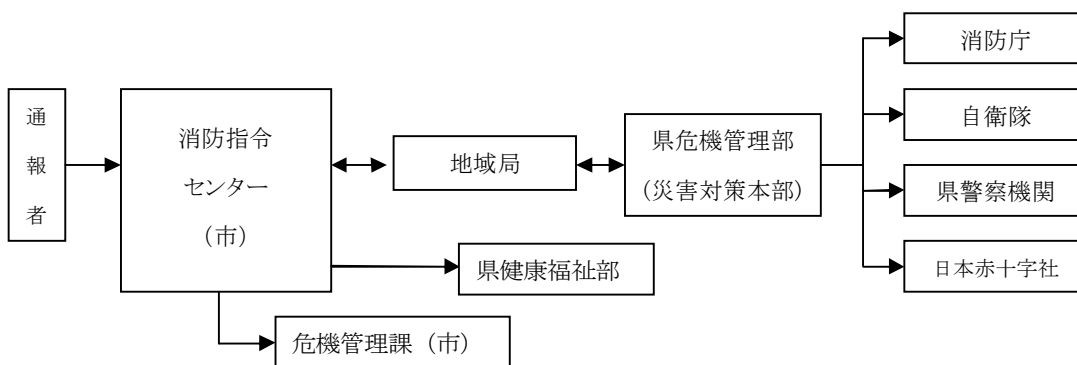 通報者
消防指令
センター
（市）
地域局
県危機管理部
（災害対策本部）
消防庁
自衛隊
県警察機関
日本赤十字社
県健康福祉部
危機管理課（市）